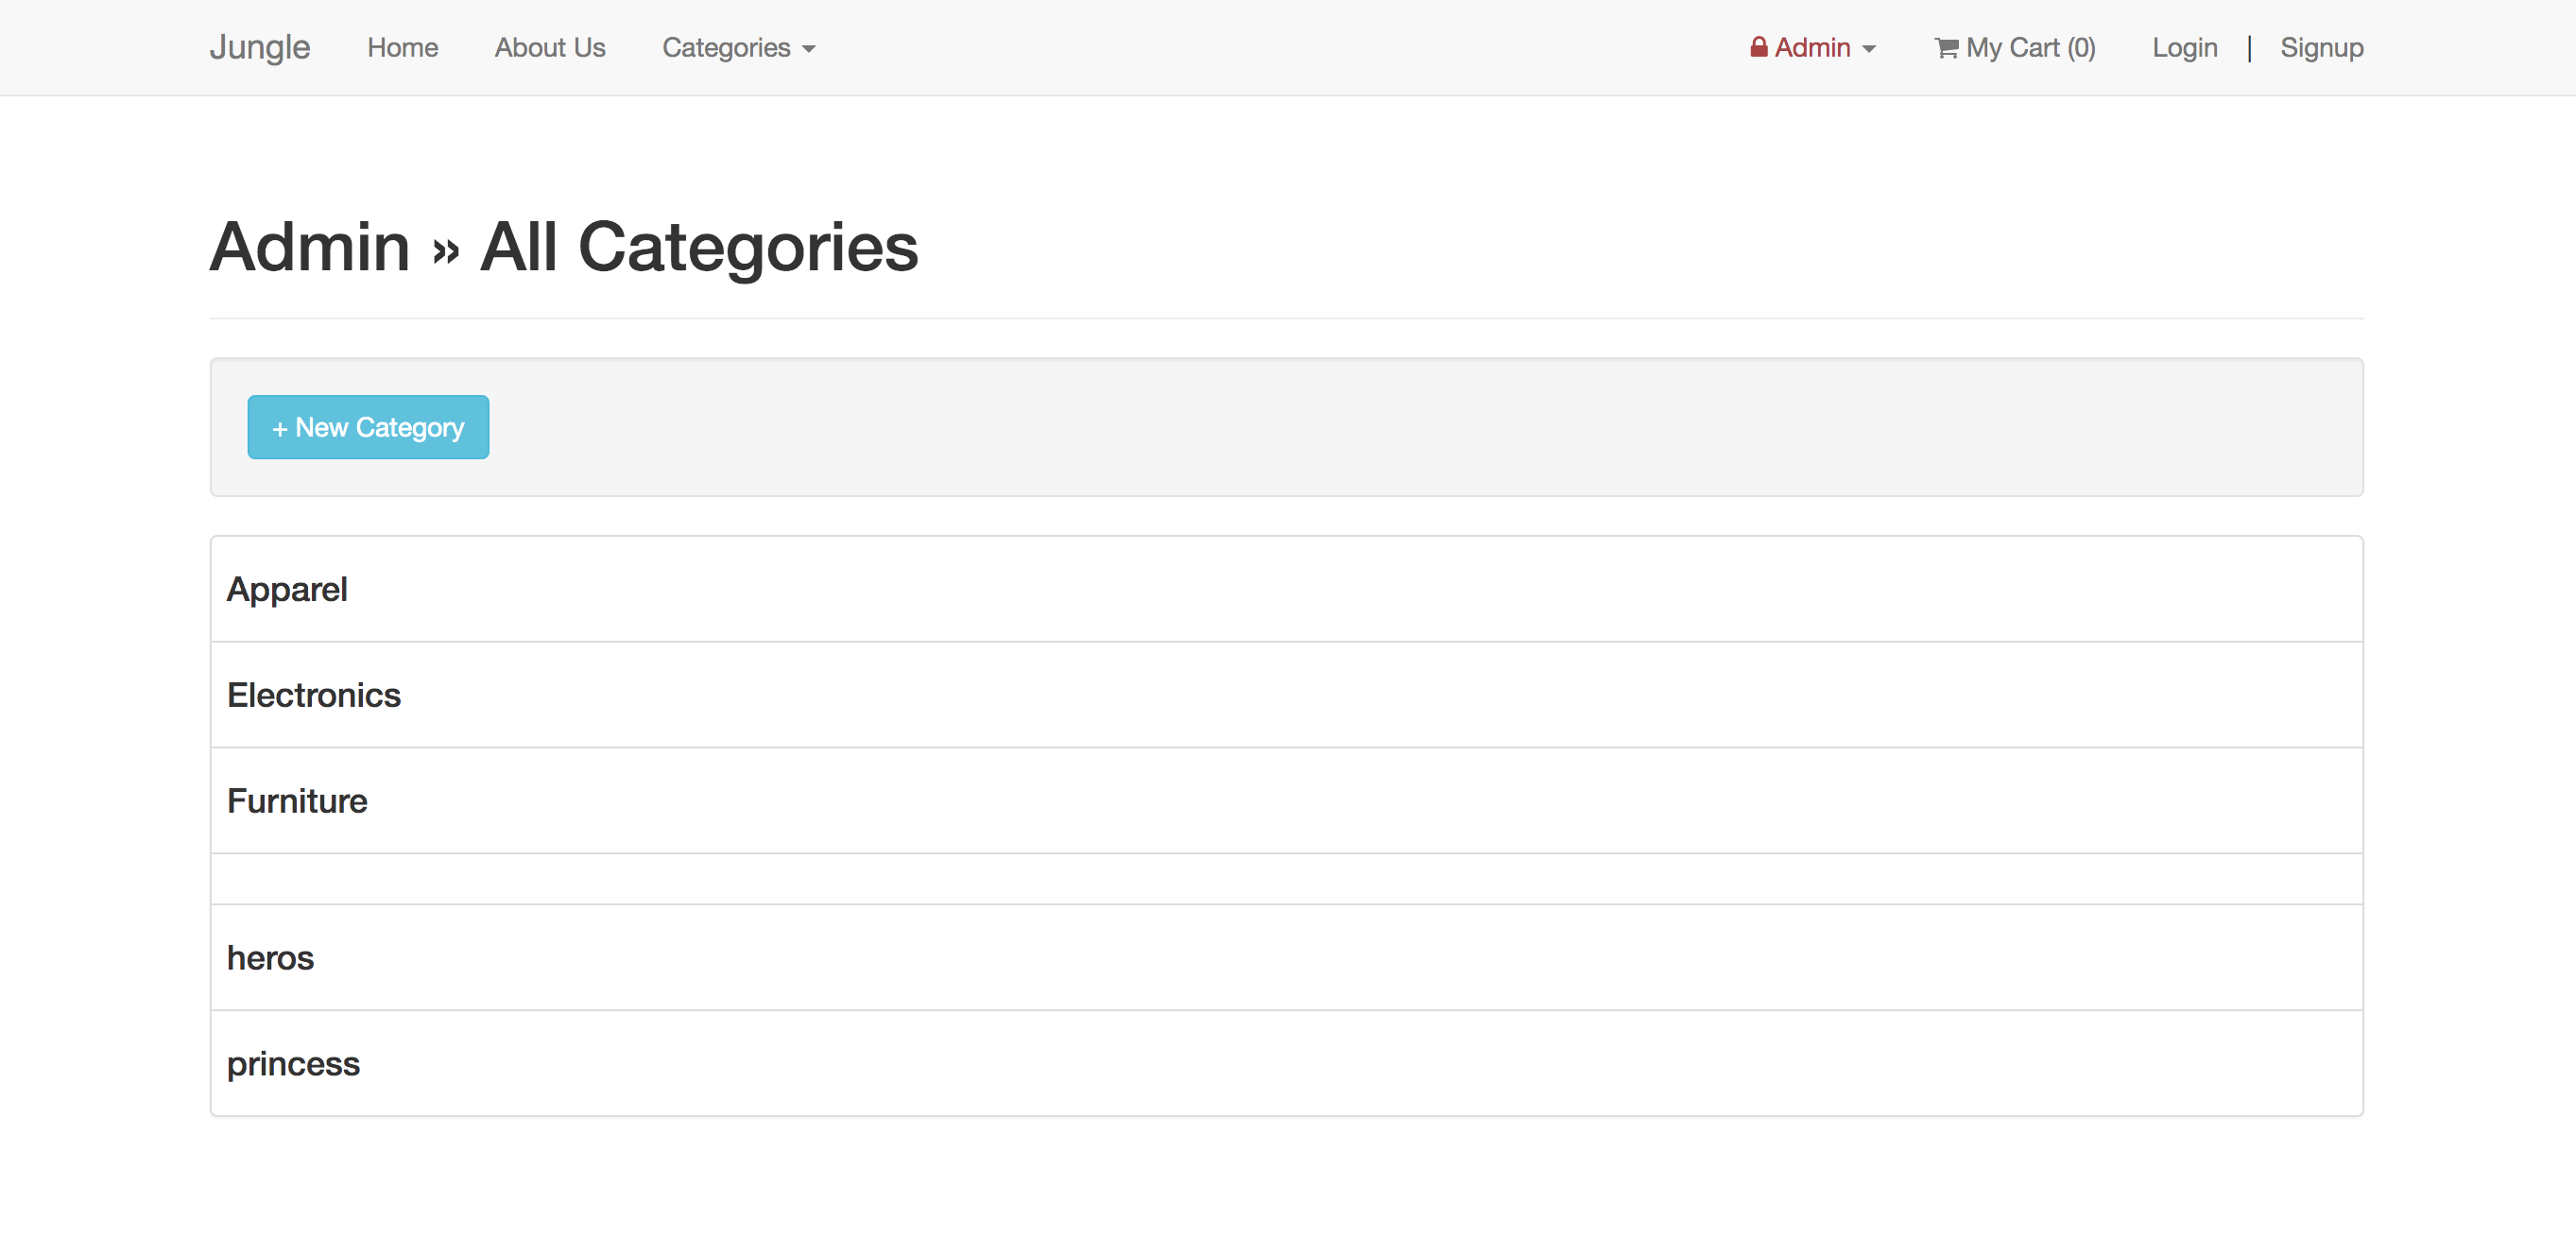 Jungle Home About Us Categories Admin My Cart (0) Login | Signup
Admin » All Categories
+ New Category
Apparel
Electronics
Furniture
heros
princess